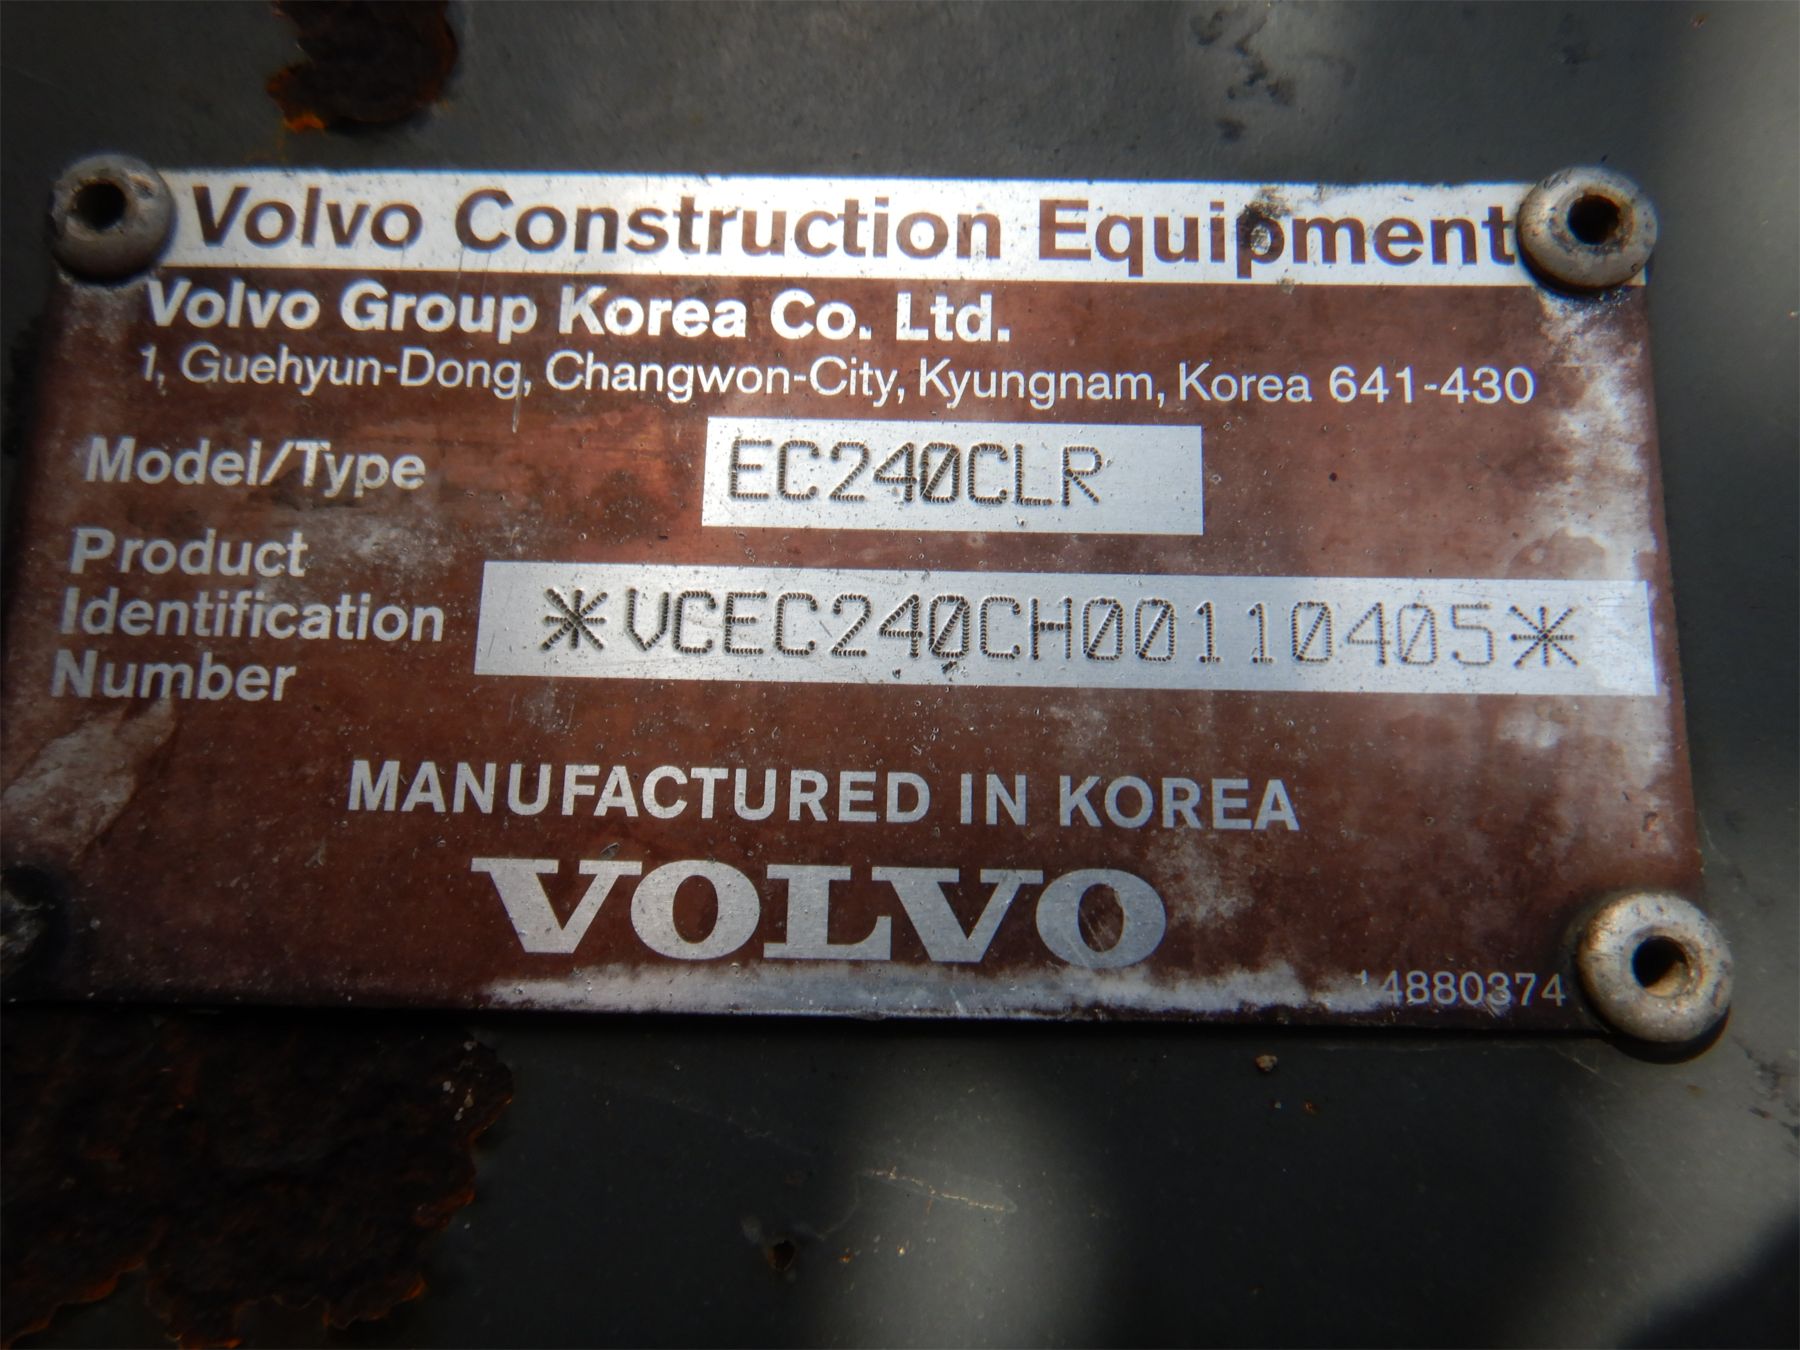 Volvo Construction Equipment
Volvo Group Korea Co. Ltd.
1, Guehyun-Dong, Changwon-City, Kyungnam, Korea 641-430
Model/Type EC240CLR
Product
Identification *VCEC240CH00110405*
Number
MANUFACTURED IN KOREA
VOLVO
14880374